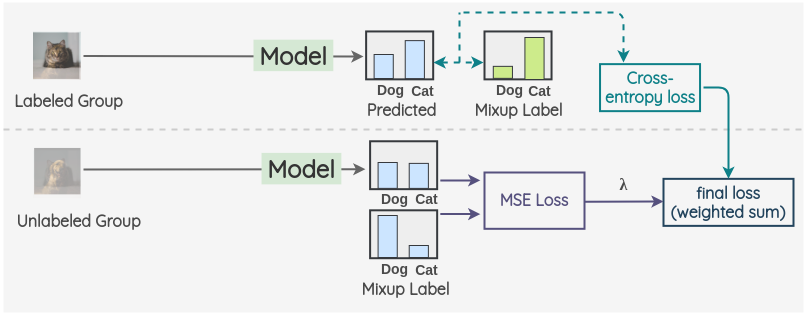 Model
Labeled Group
Dog Cat
Predicted
Dog Cat
Mixup Label
Cross-
entropy loss
Model
Unlabeled Group
Dog Cat
Dog Cat
Mixup Label
MSE Loss
λ
final loss
(weighted sum)